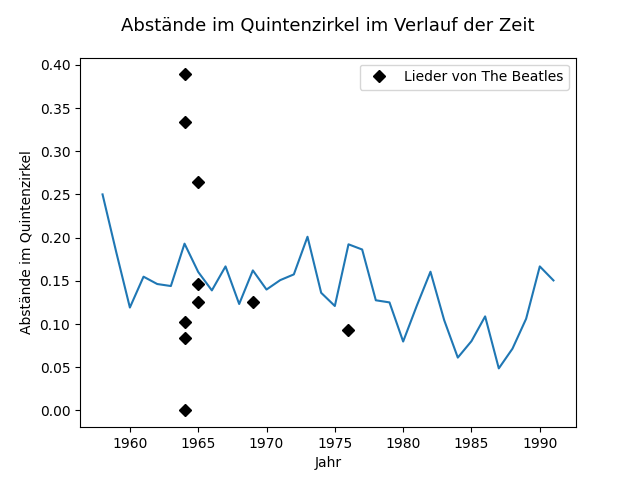 Abstände im Quintenzirkel im Verlauf der Zeit
Lieder von The Beatles
Abstände im Quintenzirkel
0.40
0.35
0.30
0.25
0.20
0.15
0.10
0.05
0.00
1960 1965 1970 1975 1980 1985 1990
Jahr